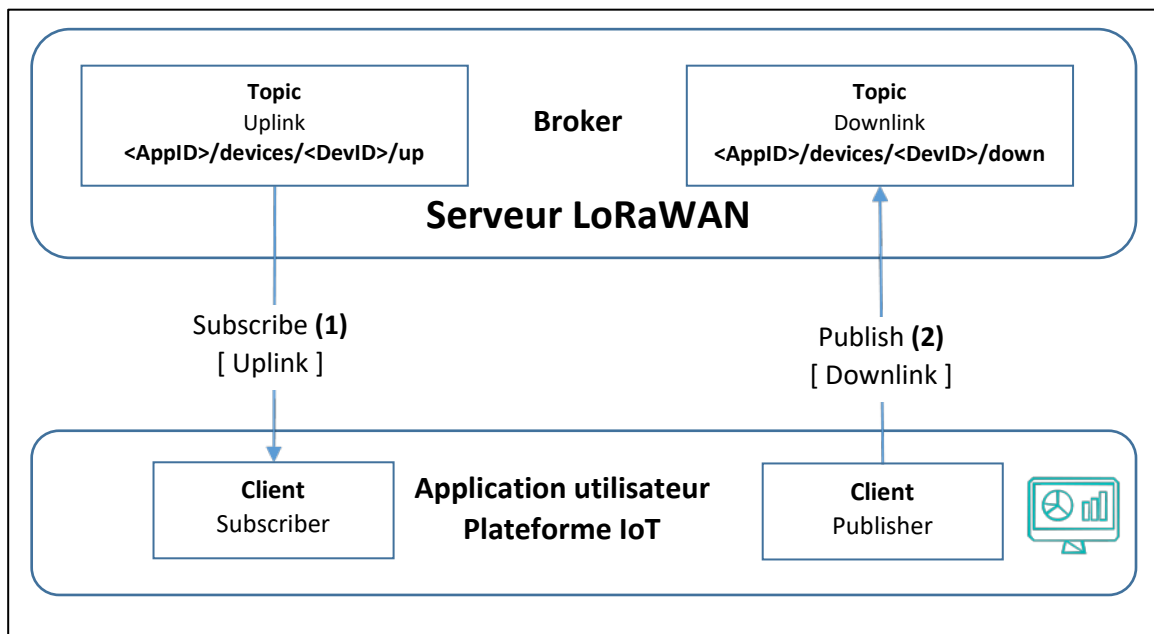 Topic
Uplink
<AppID>/devices/<DevID>/up
Broker
Topic
Downlink
<AppID>/devices/<DevID>/down
Serveur LoRaWAN
Subscribe (1)
[ Uplink ]
Publish (2)
[ Downlink ]
Client
Subscriber
Application utilisateur
Plateforme IoT
Client
Publisher